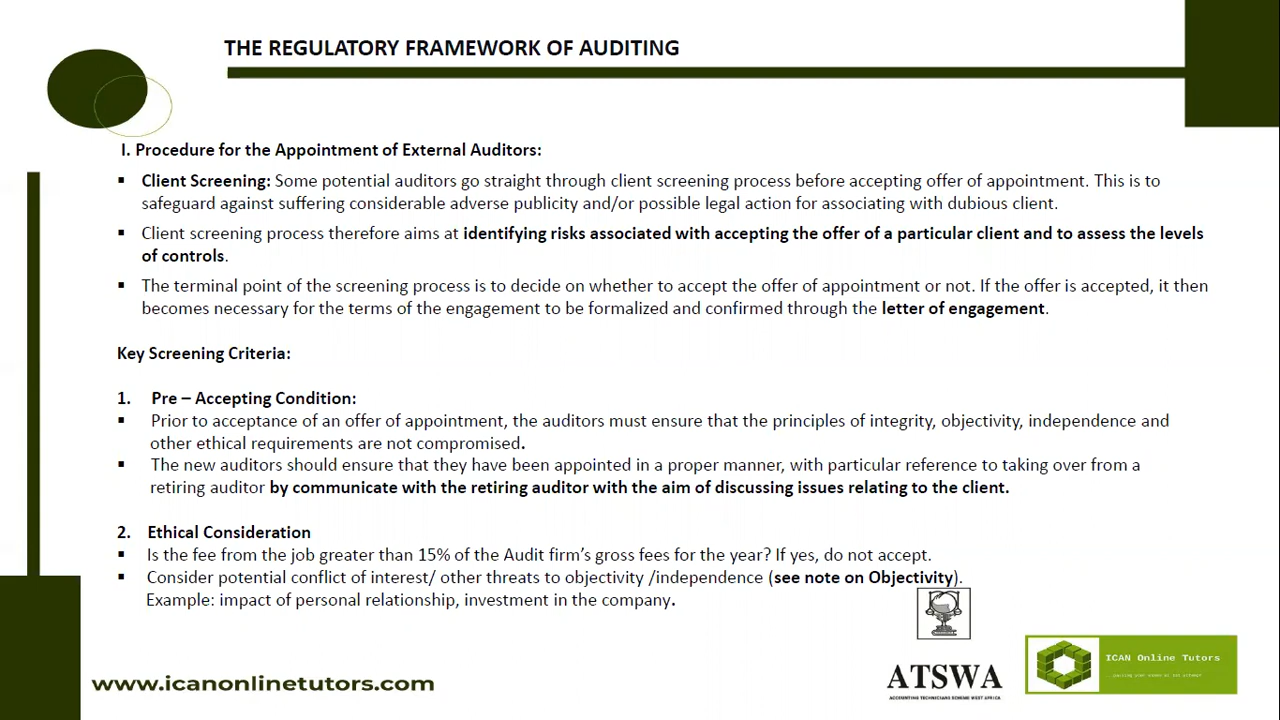 THE REGULATORY FRAMEWORK OF AUDITING
I. Procedure for the Appointment of External Auditors:
▪ Client Screening: Some potential auditors go straight through client screening process before accepting offer of appointment. This is to
safeguard against suffering considerable adverse publicity and/or possible legal action for associating with dubious client.
▪ Client screening process therefore aims at identifying risks associated with accepting the offer of a particular client and to assess the levels
of controls.
▪ The terminal point of the screening process is to decide on whether to accept the offer of appointment or not. If the offer is accepted, it then
becomes necessary for the terms of the engagement to be formalized and confirmed through the letter of engagement.
Key Screening Criteria:
1. Pre – Accepting Condition:
▪ Prior to acceptance of an offer of appointment, the auditors must ensure that the principles of integrity, objectivity, independence and
other ethical requirements are not compromised.
▪ The new auditors should ensure that they have been appointed in a proper manner, with particular reference to taking over from a
retiring auditor by communicate with the retiring auditor with the aim of discussing issues relating to the client.
2. Ethical Consideration
▪ Is the fee from the job greater than 15% of the Audit firm's gross fees for the year? If yes, do not accept.
▪ Consider potential conflict of interest/ other threats to objectivity /independence (see note on Objectivity).
Example: impact of personal relationship, investment in the company.
www.icanonlinetutors.com
ATSWA
ACCOUNTING TECHNICIANS SCHEME WEST AFRICA
ICAN Online Tutors